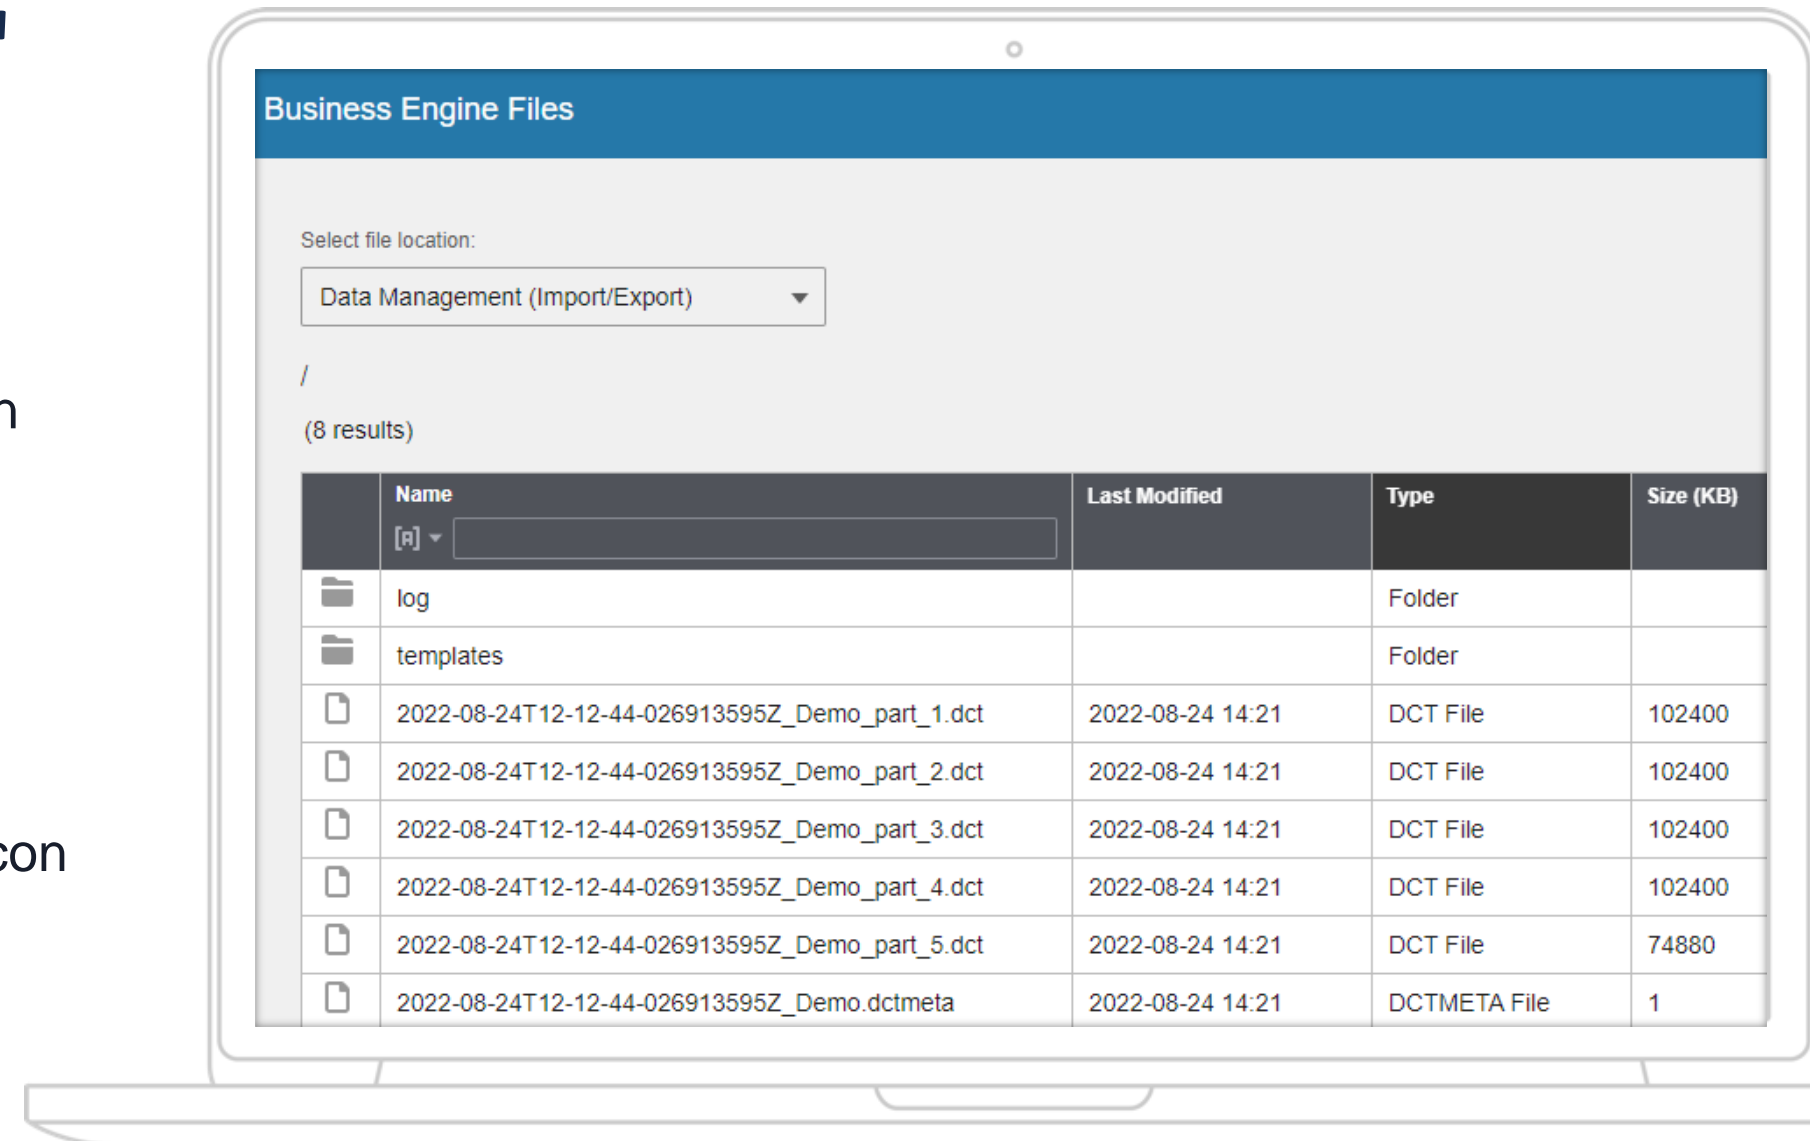 Business Engine Files
Select file location:
Data Management (Import/Export)
/
(8 results)
Name Last Modified Type Size (KB)
[A]
log Folder
templates Folder
2022-08-24T12-12-44-026913595Z_Demo_part_1.dct 2022-08-24 14:21 DCT File 102400
2022-08-24T12-12-44-026913595Z_Demo_part_2.dct 2022-08-24 14:21 DCT File 102400
2022-08-24T12-12-44-026913595Z_Demo_part_3.dct 2022-08-24 14:21 DCT File 102400
2022-08-24T12-12-44-026913595Z_Demo_part_4.dct 2022-08-24 14:21 DCT File 102400
2022-08-24T12-12-44-026913595Z_Demo_part_5.dct 2022-08-24 14:21 DCT File 74880
2022-08-24T12-12-44-026913595Z_Demo.dctmeta 2022-08-24 14:21 DCTMETA File 1